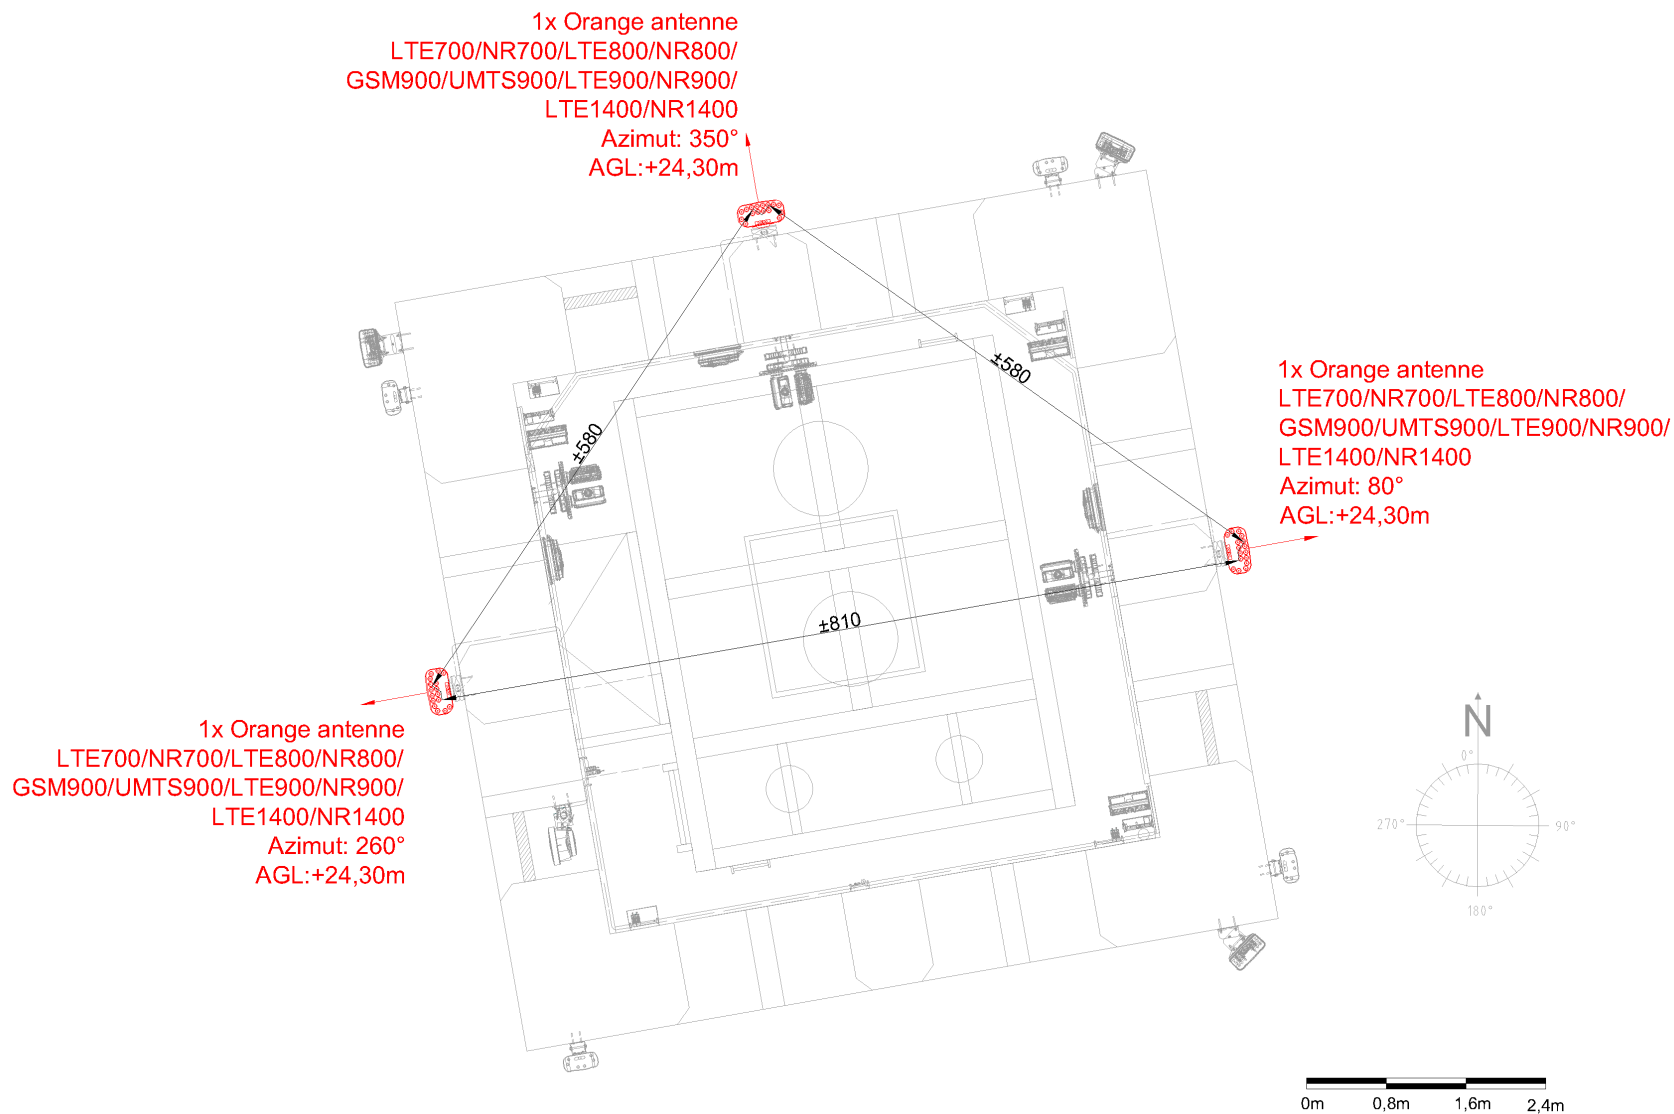 1x Orange antenne
LTE700/NR700/LTE800/NR800/
GSM900/UMTS900/LTE900/NR900/
LTE1400/NR1400
Azimut: 350°
AGL:+24,30m
±580
±580
1x Orange antenne
LTE700/NR700/LTE800/NR800/
GSM900/UMTS900/LTE900/NR900/
LTE1400/NR1400
Azimut: 80°
AGL:+24,30m
±810
1x Orange antenne
LTE700/NR700/LTE800/NR800/
GSM900/UMTS900/LTE900/NR900/
LTE1400/NR1400
Azimut: 260°
AGL:+24,30m
N
0°
270°
90°
180°
0m 0,8m 1,6m 2,4m